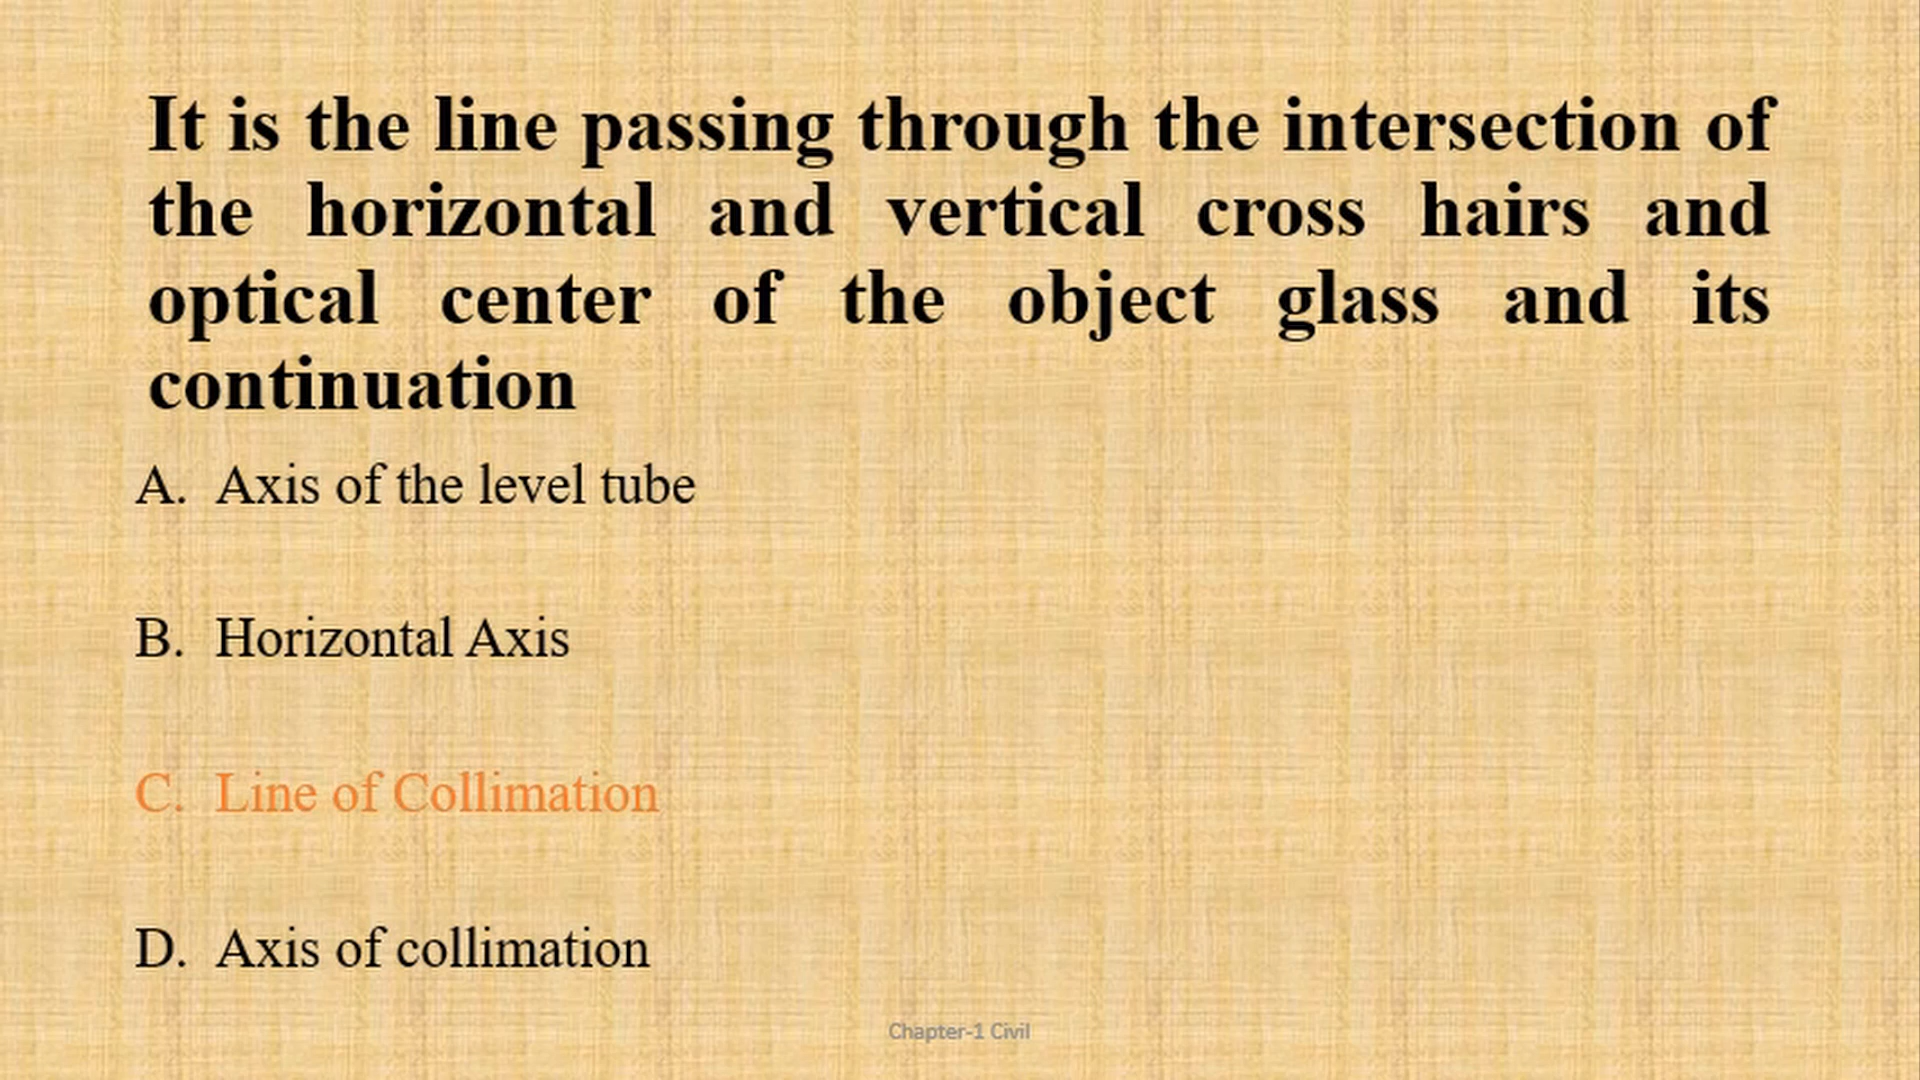 It is the line passing through the intersection of
the horizontal and vertical cross hairs and
optical center of the object glass and its
continuation
A. Axis of the level tube
B. Horizontal Axis
C. Line of Collimation
D. Axis of collimation
Chapter-1 Civil